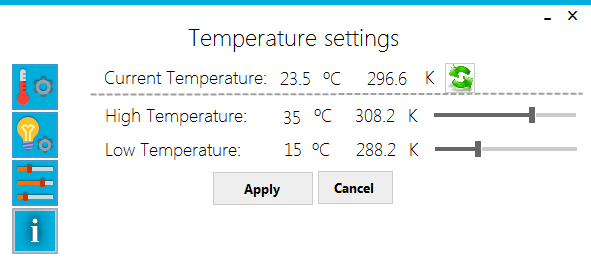 Temperature settings
Current Temperature: 23.5 ºC 296.6 K
High Temperature: 35 ºC 308.2 K
Low Temperature: 15 ºC 288.2 K
Apply Cancel
i